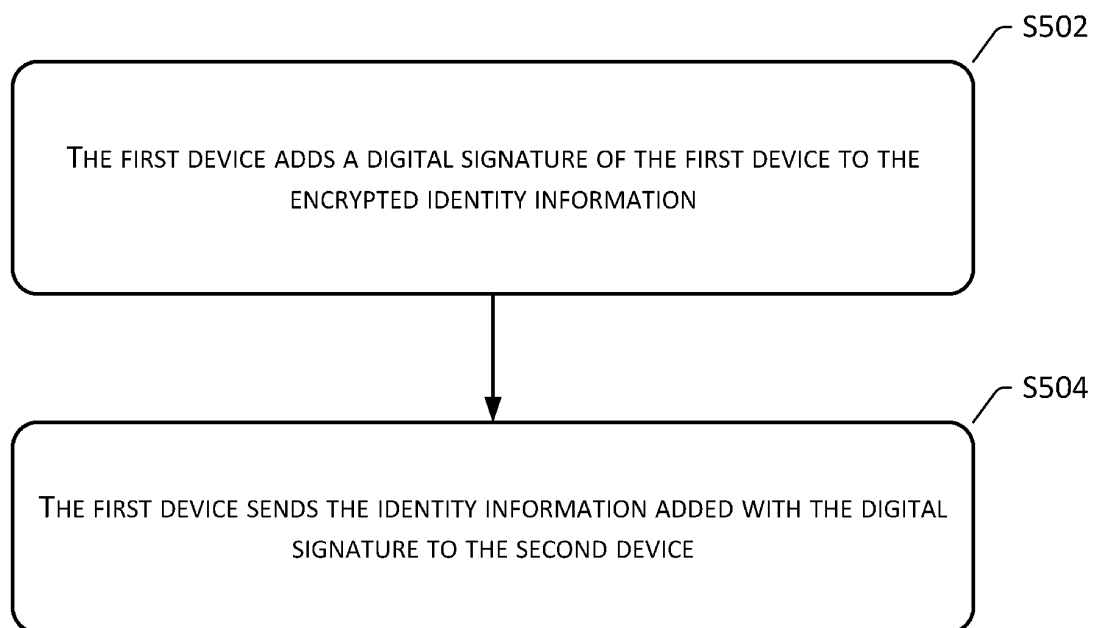 S502
THE FIRST DEVICE ADDS A DIGITAL SIGNATURE OF THE FIRST DEVICE TO THE
ENCRYPTED IDENTITY INFORMATION
S504
THE FIRST DEVICE SENDS THE IDENTITY INFORMATION ADDED WITH THE DIGITAL
SIGNATURE TO THE SECOND DEVICE